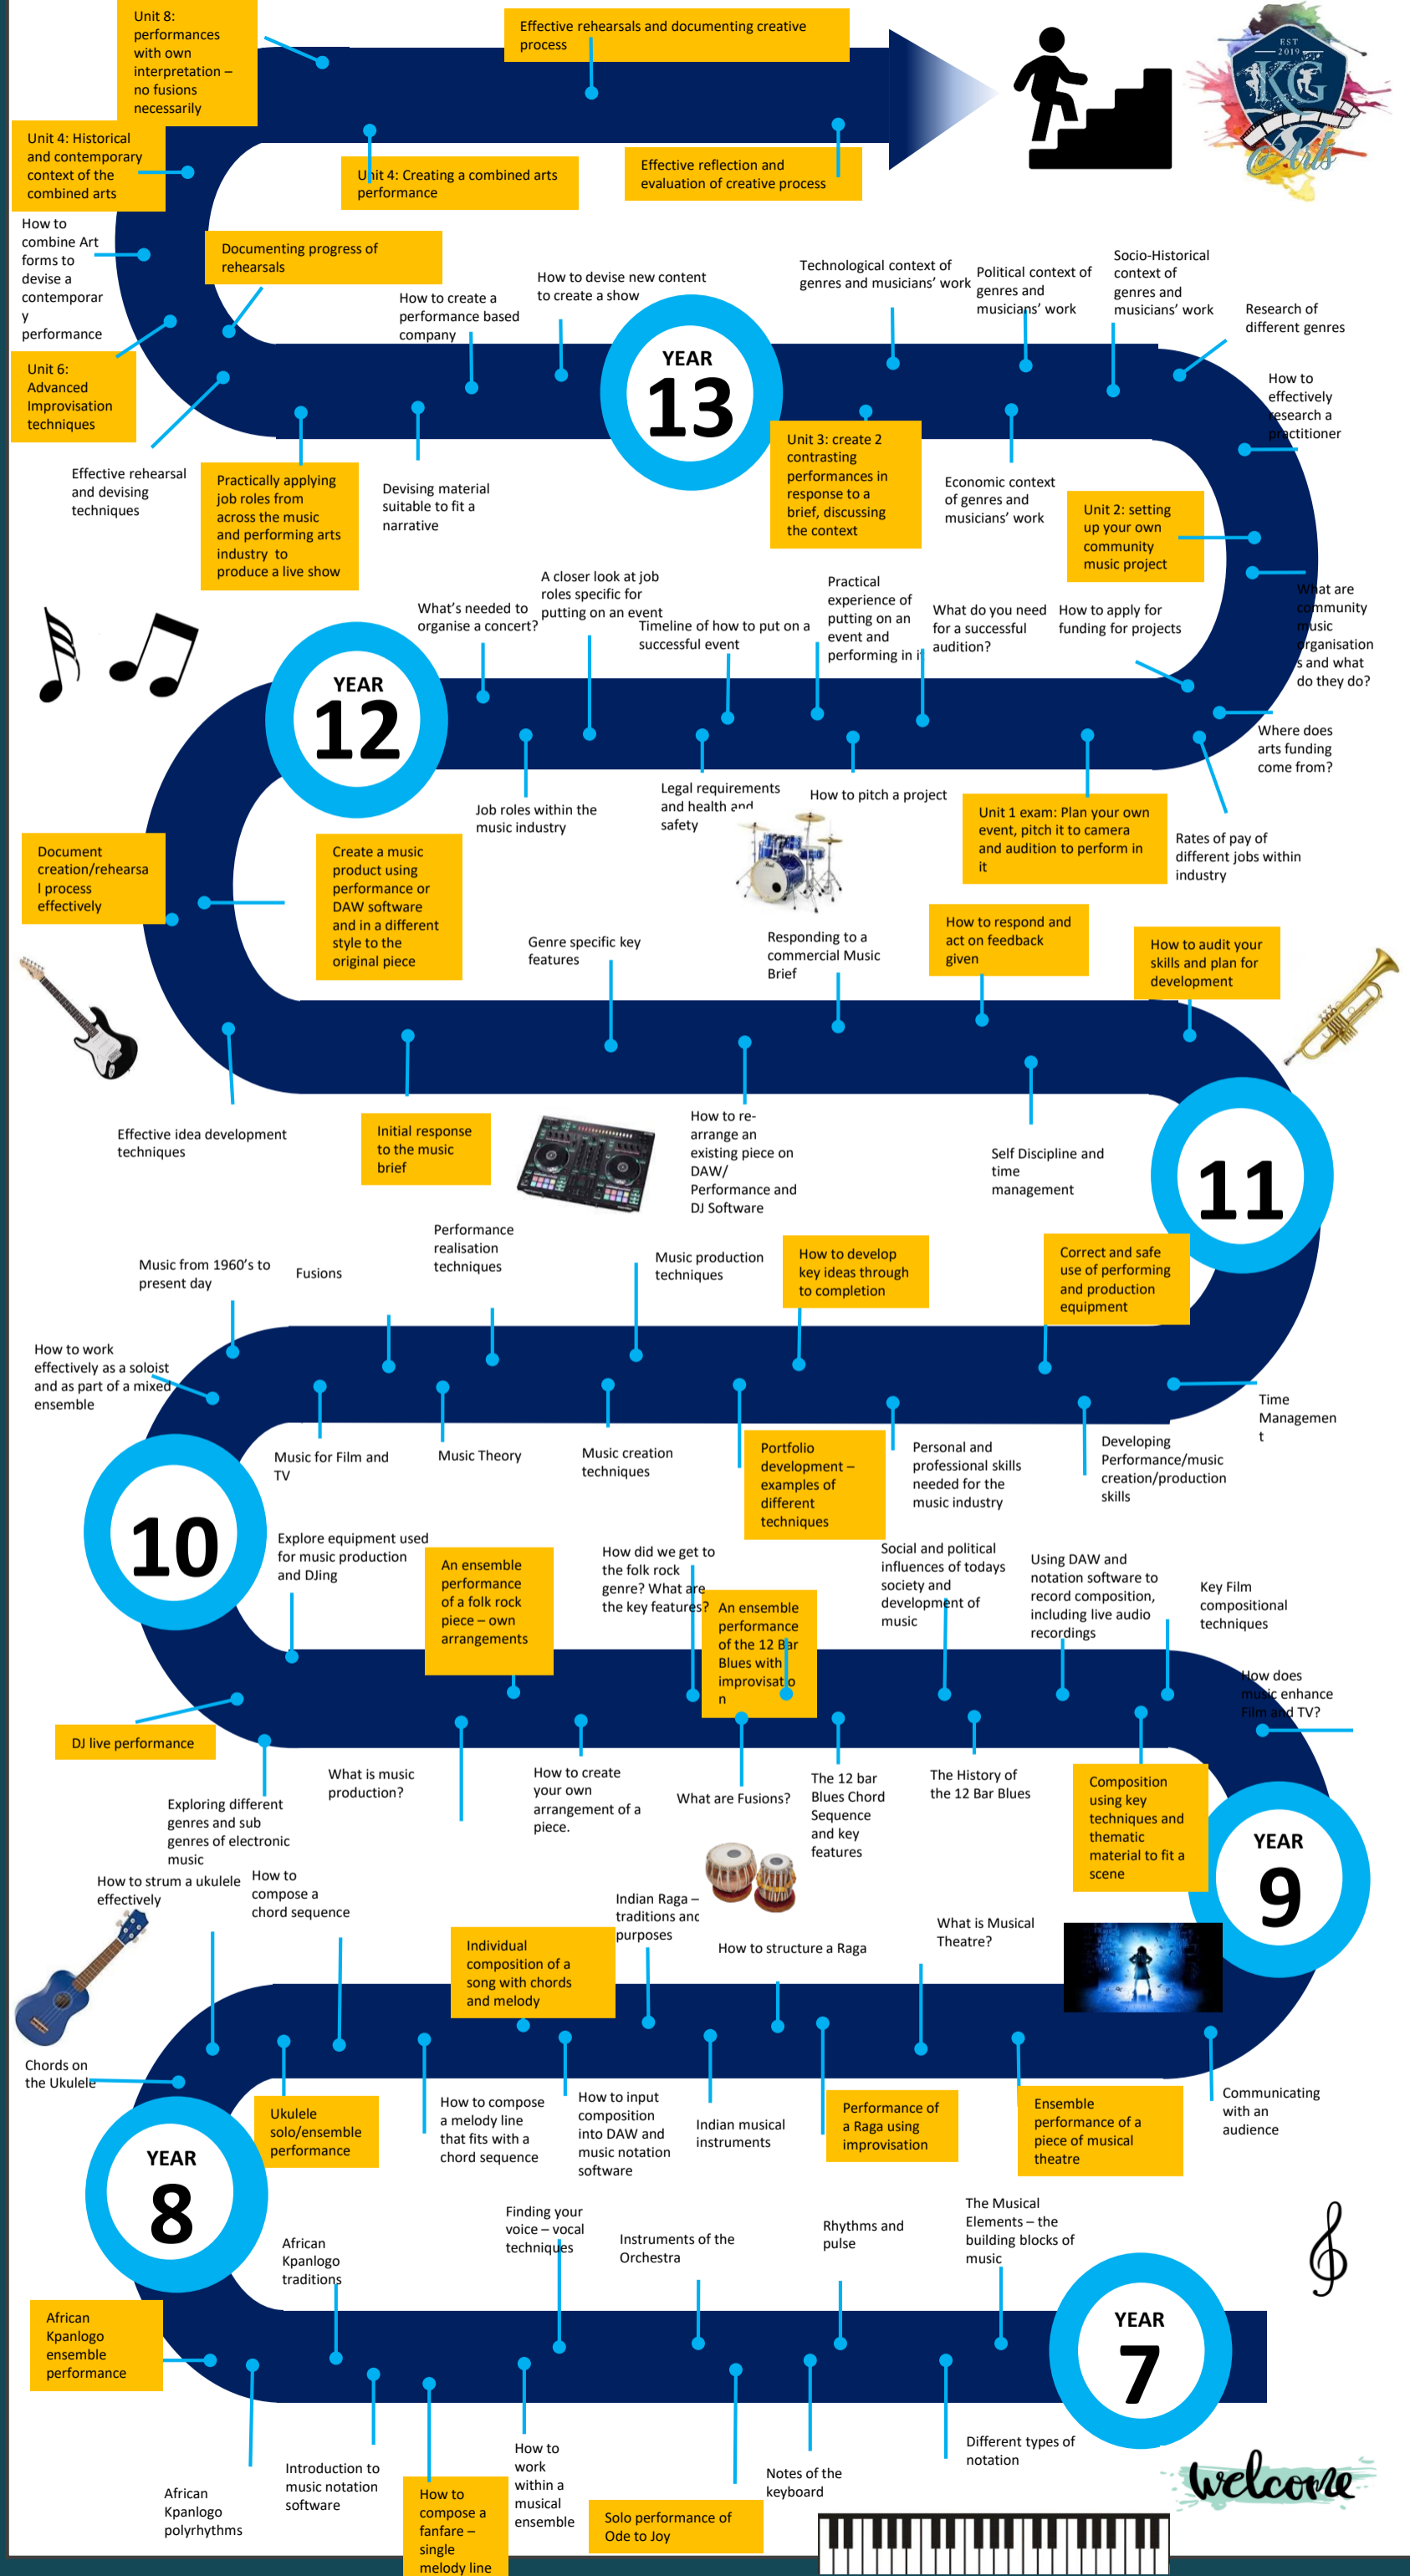 Unit 8:
performances
with own
interpretation –
no fusions
necessarily
Effective rehearsals and documenting creative
process
EST
2019
KG
Arts
Unit 4: Historical
and contemporary
context of the
combined arts
Unit 4: Creating a combined arts
performance
Effective reflection and
evaluation of creative process
How to
combine Art
forms to
devise a
contemporar
y
performance
Documenting progress of
rehearsals
How to create a
performance based
company
How to devise new content
to create a show
Technological context of
genres and musicians’ work
Political context of
genres and
musicians’ work
Socio-Historical
context of
genres and
musicians’ work
Research of
different genres
Unit 6:
Advanced
Improvisation
techniques
YEAR
13
How to
effectively
research a
practitioner
Effective rehearsal
and devising
techniques
Practically applying
job roles from
across the music
and performing arts
industry to
produce a live show
Devising material
suitable to fit a
narrative
Unit 3: create 2
contrasting
performances in
response to a
brief, discussing
the context
Economic context
of genres and
musicians’ work
Unit 2: setting
up your own
community
music project
What’s needed to
organise a concert?
A closer look at job
roles specific for
putting on an event
Timeline of how to put on a
successful event
Practical
experience of
putting on an
event and
performing in it
What do you need
for a successful
audition?
How to apply for
funding for projects
What are
community
music
organisation
s and what
do they do?
YEAR
12
Where does
arts funding
come from?
Job roles within the
music industry
Legal requirements
and health and
safety
How to pitch a project
Unit 1 exam: Plan your own
event, pitch it to camera
and audition to perform in
it
Rates of pay of
different jobs within
industry
Document
creation/rehearsa
l process
effectively
Create a music
product using
performance or
DAW software
and in a different
style to the
original piece
Genre specific key
features
Responding to a
commercial Music
Brief
How to respond and
act on feedback
given
How to audit your
skills and plan for
development
Effective idea development
techniques
Initial response
to the music
brief
How to re-
arrange an
existing piece on
DAW/
Performance and
DJ Software
Self Discipline and
time
management
11
Music from 1960’s to
present day
Fusions
Performance
realisation
techniques
Music production
techniques
How to develop
key ideas through
to completion
Correct and safe
use of performing
and production
equipment
How to work
effectively as a soloist
and as part of a mixed
ensemble
Time
Managemen
t
Music for Film and
TV
Music Theory
Music creation
techniques
Portfolio
development –
examples of
different
techniques
Personal and
professional skills
needed for the
music industry
Developing
Performance/music
creation/production
skills
10
Explore equipment used
for music production
and DJing
An ensemble
performance
of a folk rock
piece – own
arrangements
How did we get to
the folk rock
genre? What are
the key features?
An ensemble
performance
of the 12 Bar
Blues with
improvisatio
n
Social and political
influences of todays
society and
development of
music
Using DAW and
notation software to
record composition,
including live audio
recordings
Key Film
compositional
techniques
How does
music enhance
Film and TV?
DJ live performance
Exploring different
genres and sub
genres of electronic
music
What is music
production?
How to create
your own
arrangement of a
piece.
What are Fusions?
The 12 bar
Blues Chord
Sequence
and key
features
The History of
the 12 Bar Blues
Composition
using key
techniques and
thematic
material to fit a
scene
YEAR
9
How to strum a ukulele
effectively
How to
compose a
chord sequence
Individual
composition of a
song with chords
and melody
Indian Raga –
traditions and
purposes
How to structure a Raga
What is Musical
Theatre?
Chords on
the Ukulele
Ukulele
solo/ensemble
performance
How to compose
a melody line
that fits with a
chord sequence
How to input
composition
into DAW and
music notation
software
Indian musical
instruments
Performance of
a Raga using
improvisation
Ensemble
performance of a
piece of musical
theatre
Communicating
with an
audience
YEAR
8
African
Kpanlogo
traditions
Finding your
voice – vocal
techniques
Instruments of the
Orchestra
Rhythms and
pulse
The Musical
Elements – the
building blocks of
music
African
Kpanlogo
ensemble
performance
YEAR
7
African
Kpanlogo
polyrhythms
Introduction to
music notation
software
How to
compose a
fanfare –
single
melody line
How to
work
within a
musical
ensemble
Solo performance of
Ode to Joy
Notes of the
keyboard
Different types of
notation
welcome